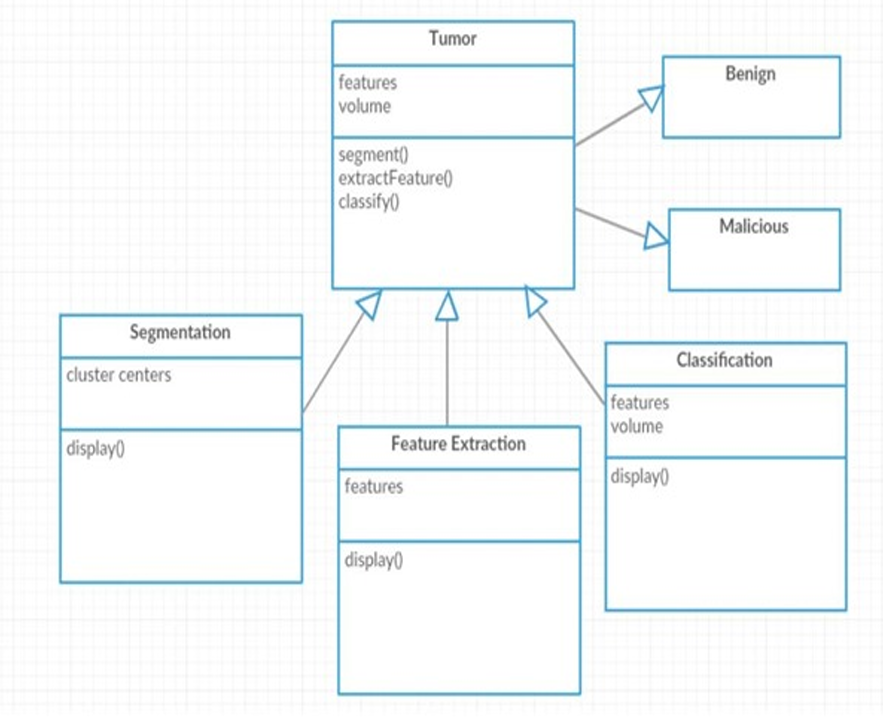 Tumor
features
volume
segment()
extractFeature()
classify()
Benign
Malicious
Segmentation
cluster centers
display()
Feature Extraction
features
display()
Classification
features
volume
display()